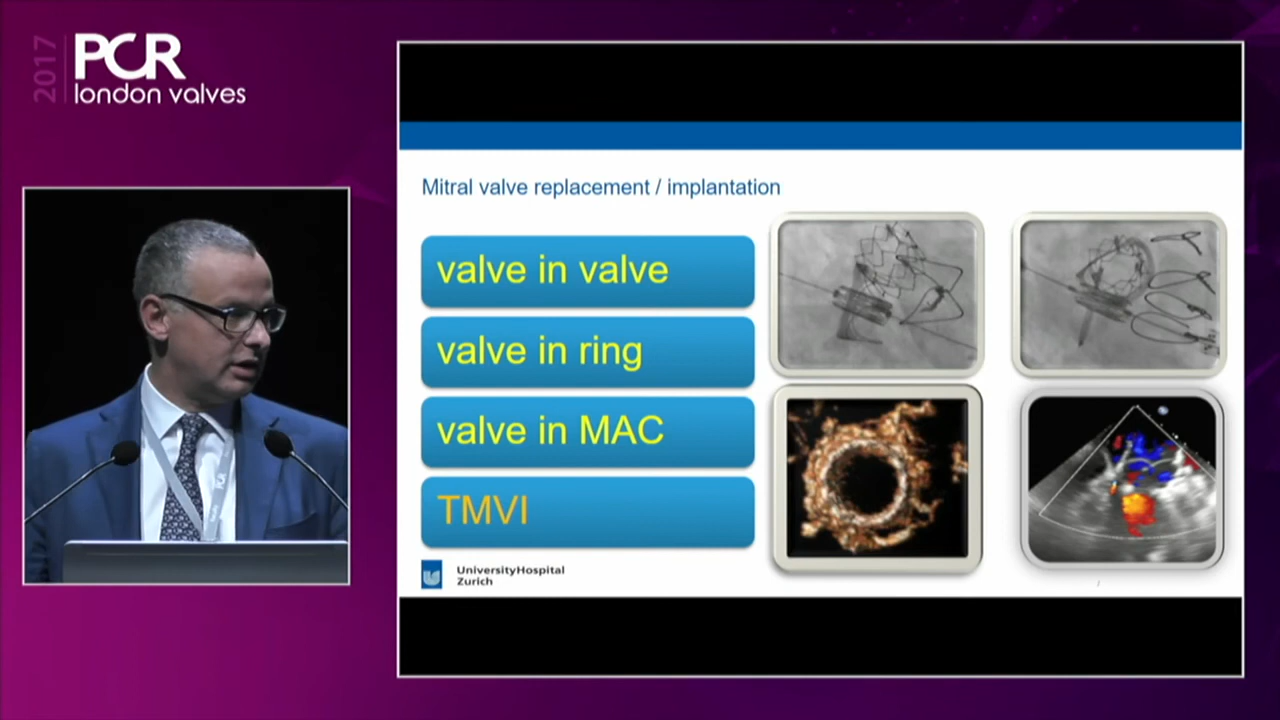 2017
PCR
london valves
Mitral valve replacement / implantation
valve in valve
valve in ring
valve in MAC
TMVI
UniversityHospital
Zurich